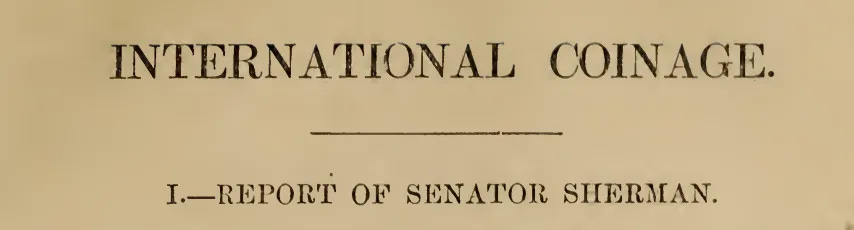 INTERNATIONAL COINAGE.
I.—REPORT OF SENATOR SHERMAN.